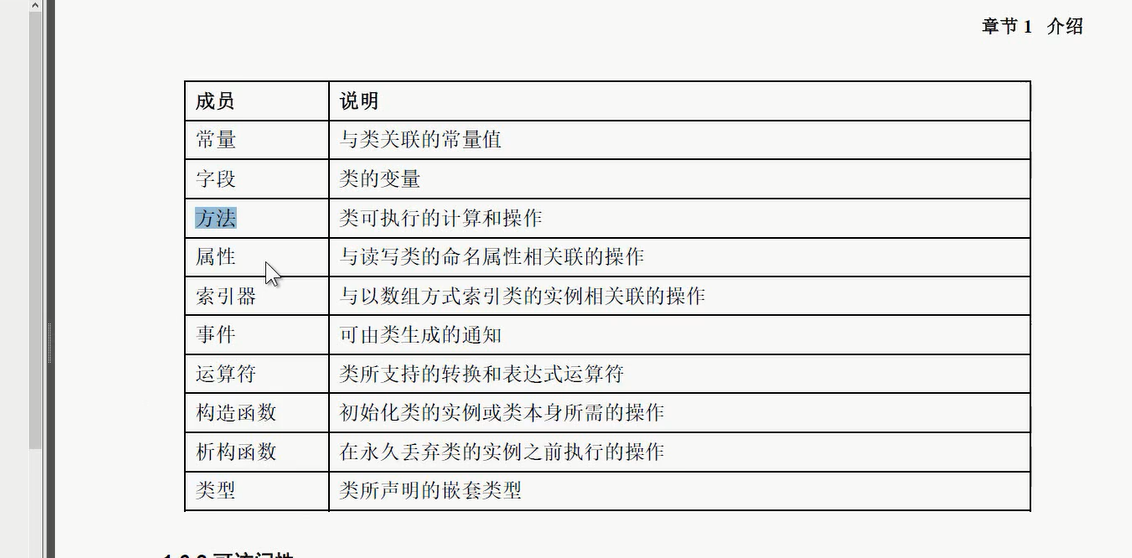 章节 1 介绍
成员 说明
常量 与类关联的常量值
字段 类的变量
方法 类可执行的计算和操作
属性 与读写类的命名属性相关联的操作
索引器 与以数组方式索引类的实例相关联的操作
事件 可由类生成的通知
运算符 类所支持的转换和表达式运算符
构造函数 初始化类的实例或类本身所需的操作
析构函数 在永久丢弃类的实例之前执行的操作
类型 类所声明的嵌套类型